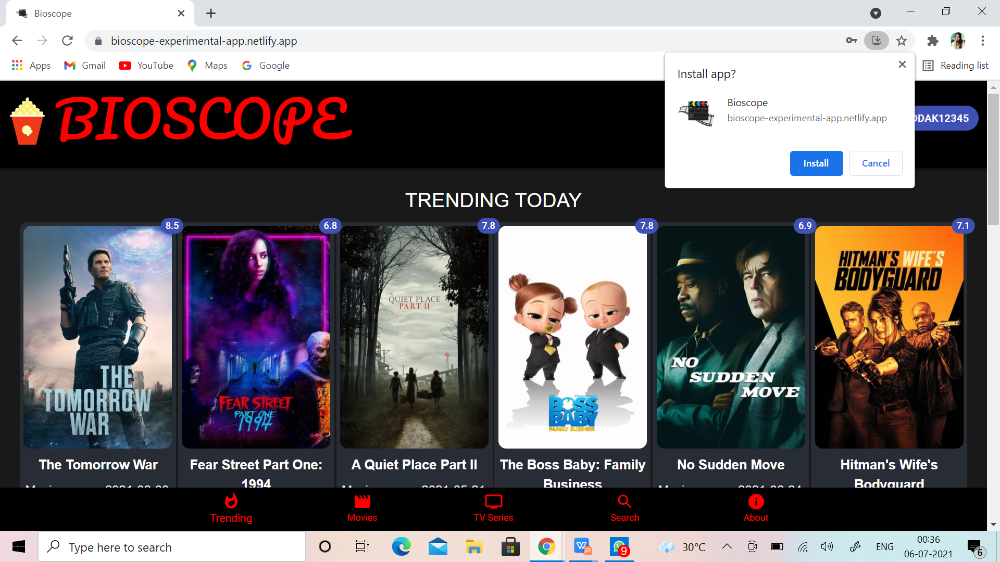 Bioscope
bioscope-experimental-app.netlify.app
Apps
Gmail
YouTube
Maps
Google
Reading list
Install app?
Bioscope
bioscope-experimental-app.netlify.app
Install
Cancel
BIOSCOPE
ODAK12345
TRENDING TODAY
8.5
6.8
7.8
7.8
6.9
7.1
THE
TOMORROW
WAR
FEAR STREET
PART ONE
1994
A
QUIET PLACE
PART II
THE
DREAMWORKS
BOSS
BABY
FAMILY BUSINESS
NO
SUDDEN
MOVE
HITMAN'S WIFE'S
BODYGUARD
The Tomorrow War
Fear Street Part One:
1994
A Quiet Place Part II
The Boss Baby: Family
Business
No Sudden Move
Hitman's Wife's
Bodyguard
Trending
Movies
TV Series
Search
About
Type here to search
9
30°C
ENG
00:36
06-07-2021
6